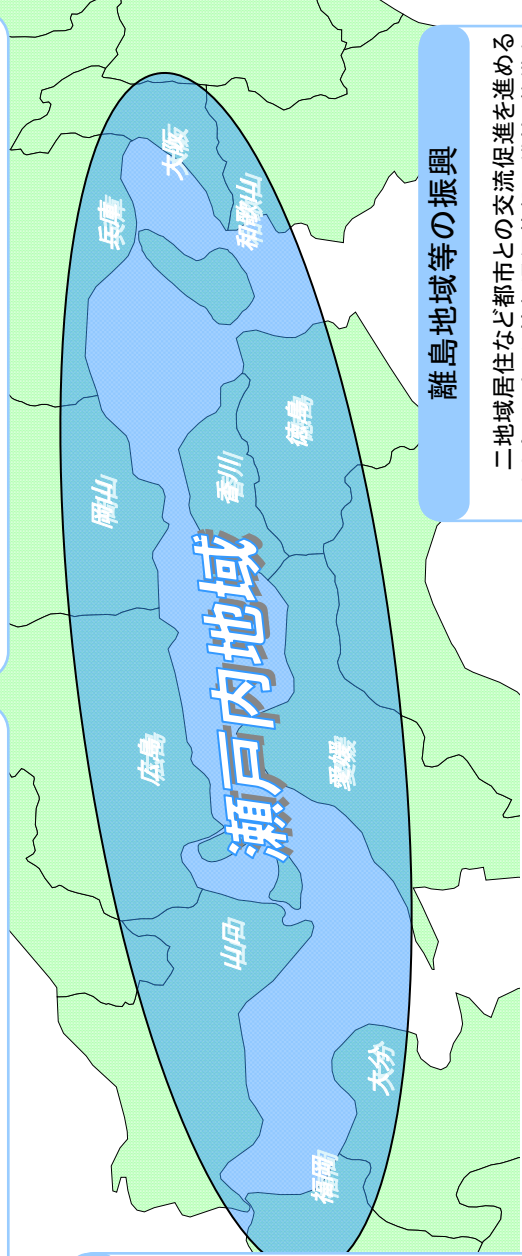 離島地域等の振興
二地域居住など都市との交流促進を進める
瀬戸内地域
兵庫
大阪
和歌山
岡山
香川
徳島
広島
愛媛
山口
大分
福岡